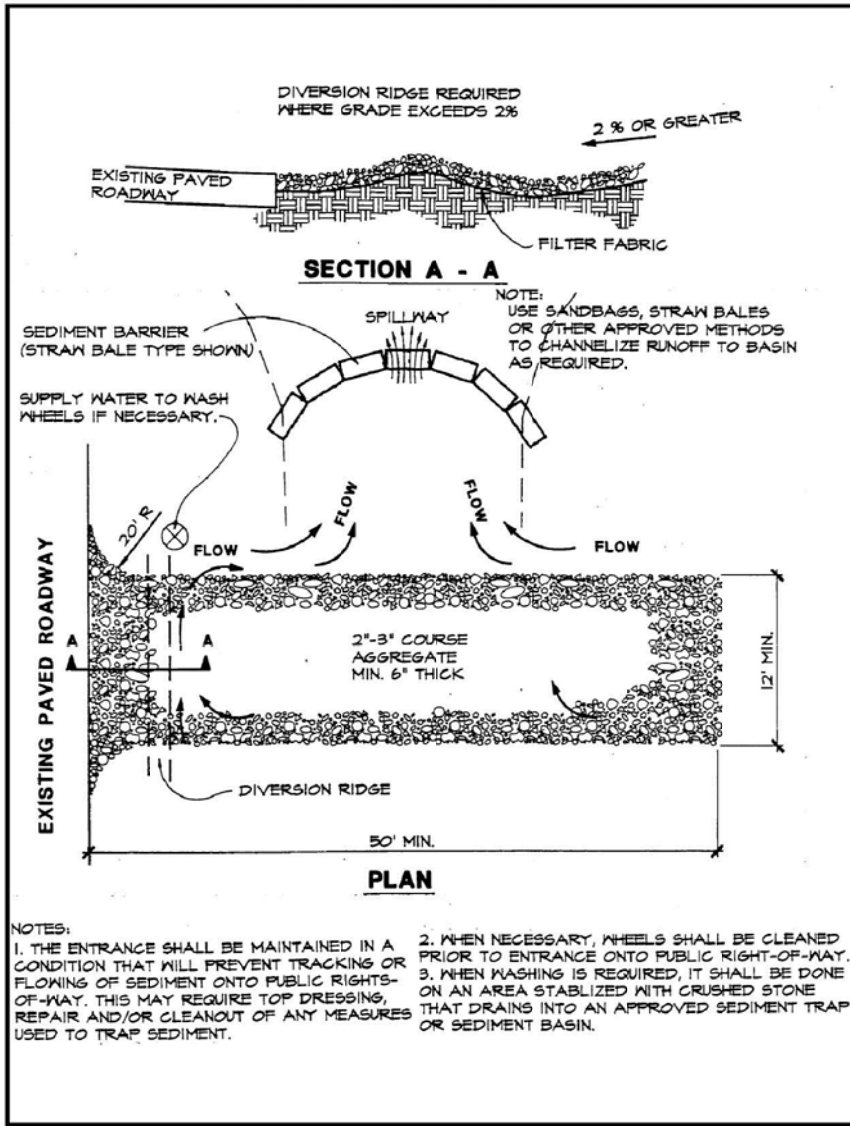 DIVERSION RIDGE REQUIRED
WHERE GRADE EXCEEDS 2%
2 % OR GREATER
EXISTING PAVED
ROADWAY
FILTER FABRIC
SECTION A - A
NOTE:
USE SANDBAGS, STRAW BALES
OR OTHER APPROVED METHODS
TO CHANNELIZE RUNOFF TO BASIN
AS REQUIRED.
SPILLWAY
SEDIMENT BARRIER
(STRAW BALE TYPE SHOWN)
SUPPLY WATER TO WASH
WHEELS IF NECESSARY.
20' R
FLOW
FLOW
FLOW
FLOW
EXISTING PAVED ROADWAY
A
A
2"-3" COURSE
AGGREGATE
MIN. 6" THICK
12' MIN.
DIVERSION RIDGE
50' MIN.
PLAN
NOTES:
1. THE ENTRANCE SHALL BE MAINTAINED IN A
CONDITION THAT WILL PREVENT TRACKING OR
FLOWING OF SEDIMENT ONTO PUBLIC RIGHTS-
OF-WAY. THIS MAY REQUIRE TOP DRESSING,
REPAIR AND/OR CLEANOUT OF ANY MEASURES
USED TO TRAP SEDIMENT.
2. WHEN NECESSARY, WHEELS SHALL BE CLEANED
PRIOR TO ENTRANCE ONTO PUBLIC RIGHT-OF-WAY.
3. WHEN WASHING IS REQUIRED, IT SHALL BE DONE
ON AN AREA STABLIZED WITH CRUSHED STONE
THAT DRAINS INTO AN APPROVED SEDIMENT TRAP
OR SEDIMENT BASIN.